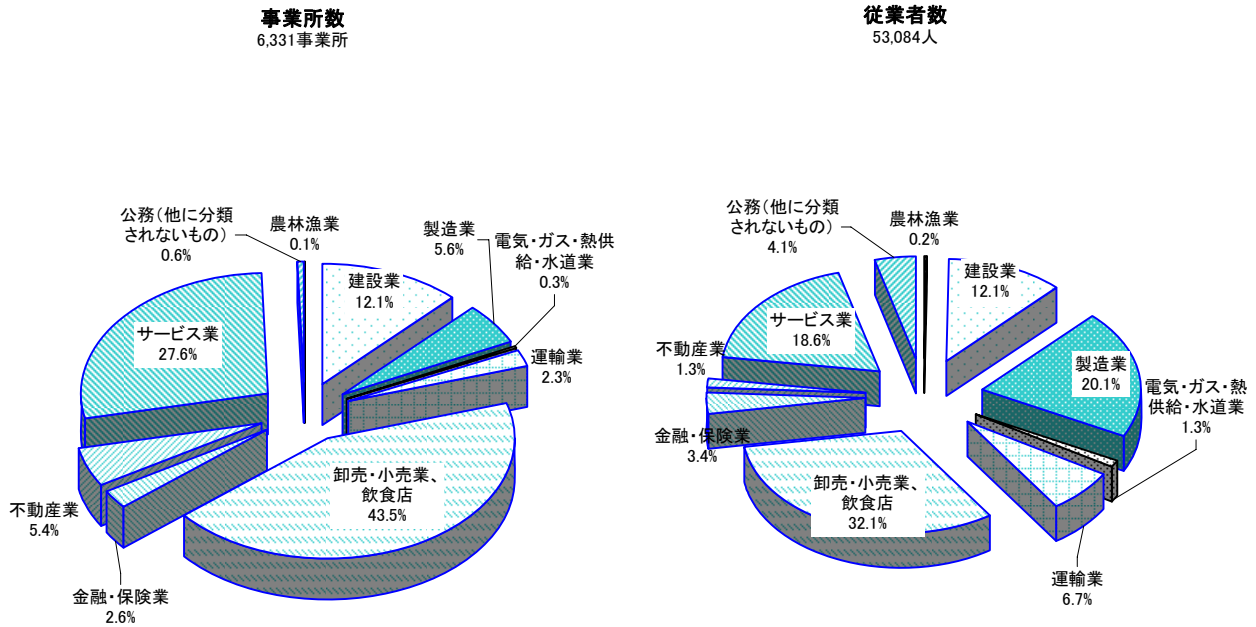 事業所数
6,331事業所
公務（他に分類
されないもの）
0.6%
農林漁業
0.1%
建設業
12.1%
製造業
5.6%
電気・ガス・熱供
給・水道業
0.3%
運輸業
2.3%
卸売・小売業、
飲食店
43.5%
金融・保険業
2.6%
不動産業
5.4%
サービス業
27.6%
従業者数
53,084人
公務（他に分類
されないもの）
4.1%
農林漁業
0.2%
建設業
12.1%
製造業
20.1%
電気・ガス・熱
供給・水道業
1.3%
運輸業
6.7%
卸売・小売業、
飲食店
32.1%
金融・保険業
3.4%
不動産業
1.3%
サービス業
18.6%